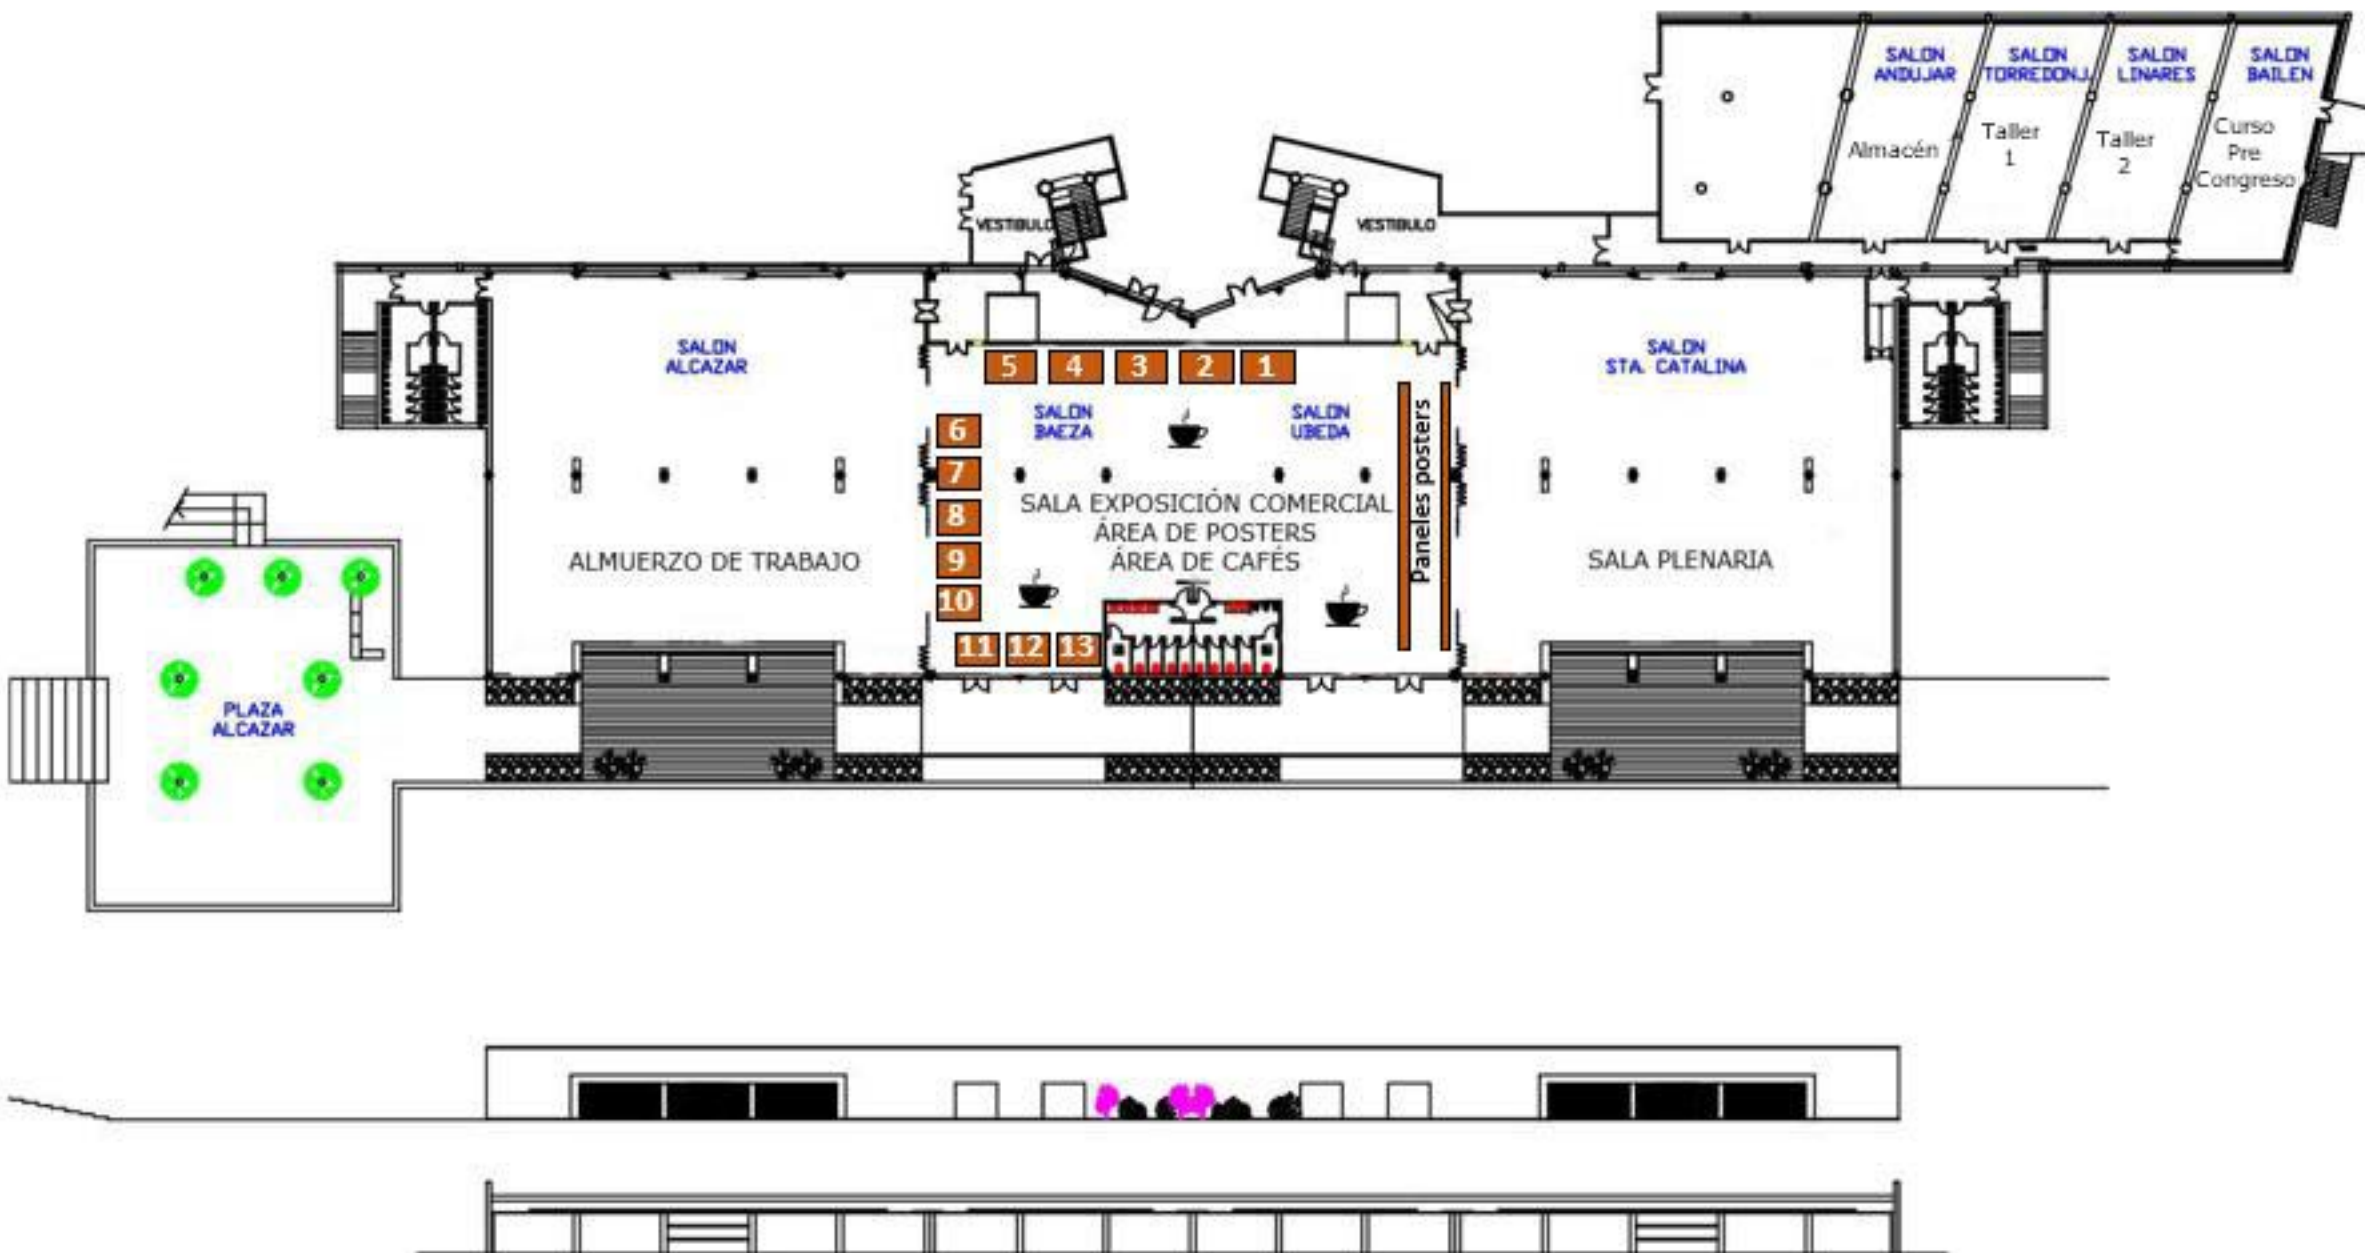 SALON
ANDUJAR
SALON
TORREDONJ.
SALON
LINARES
SALON
BAILEN
Almacén
Taller
1
Taller
2
Curso
Pre
Congreso
VESTIBULO
VESTIBULO
SALON
ALCAZAR
5 4 3 2 1
SALON
STA. CATALINA
SALON
BAEZA
SALON
UBEDA
6
7
8
9
10
11 12 13
Paneles posters
SALA EXPOSICIÓN COMERCIAL
ÁREA DE POSTERS
ÁREA DE CAFÉS
ALMUERZO DE TRABAJO
SALA PLENARIA
PLAZA
ALCAZAR